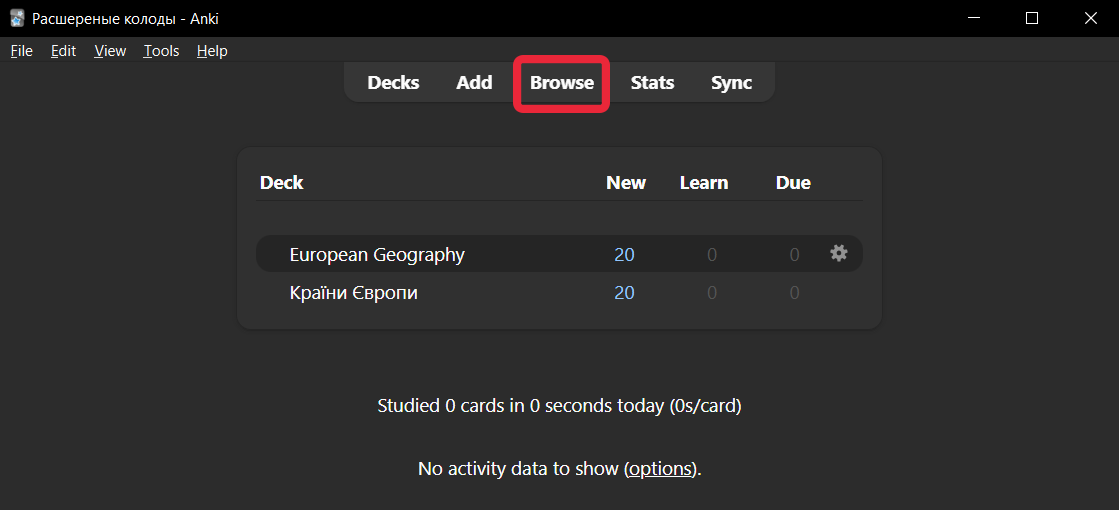 Расшереные колоды - Anki
File Edit View Tools Help
Decks Add Browse Stats Sync
Deck New Learn Due
European Geography 20 0 0
Країни Європи 20 0 0
Studied 0 cards in 0 seconds today (0s/card)
No activity data to show (options).